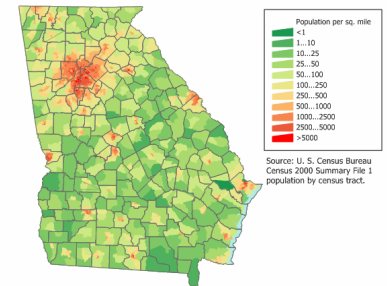 Population per sq. mile
<1
1...10
10...25
25...50
50...100
100...250
250...500
500...1000
1000...2500
2500...5000
>5000
Source: U. S. Census Bureau
Census 2000 Summary File 1
population by census tract.